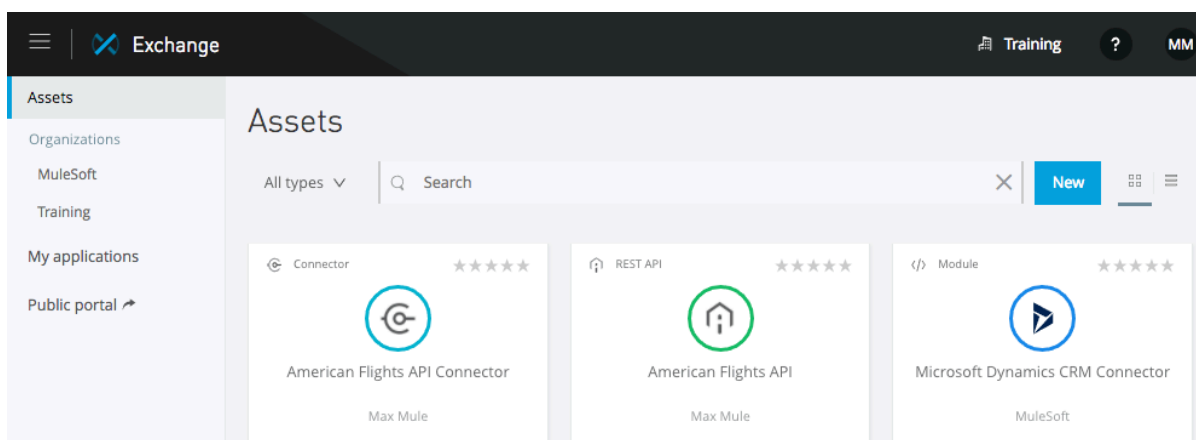 Exchange
Training
?
MM
Assets
Organizations
MuleSoft
Training
My applications
Public portal
Assets
All types
Search
New
Connector
American Flights API Connector
Max Mule
REST API
American Flights API
Max Mule
</> Module
Microsoft Dynamics CRM Connector
MuleSoft